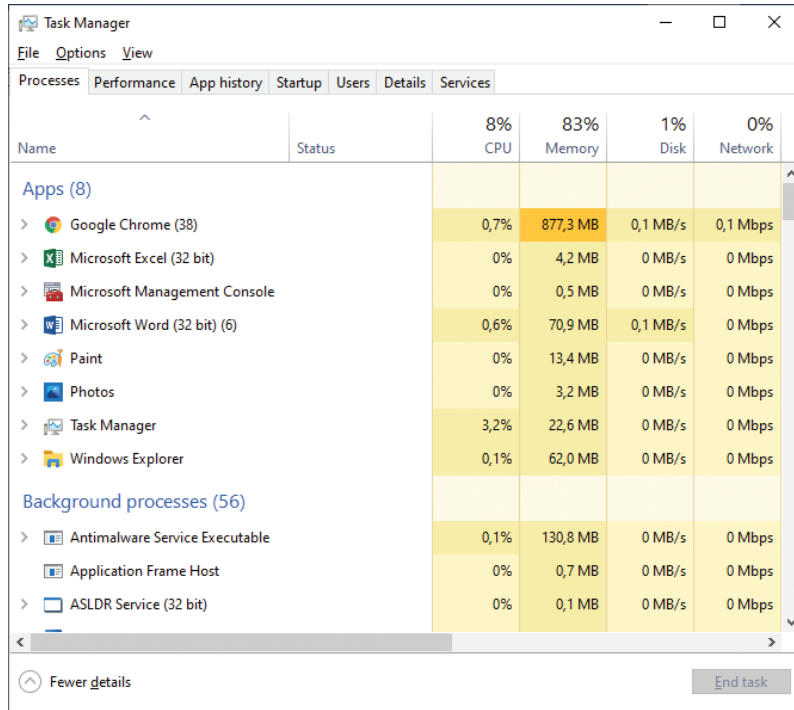 Task Manager
File Options View
Processes Performance App history Startup Users Details Services
8% 83% 1% 0%
Name Status CPU Memory Disk Network
Apps (8)
Google Chrome (38) 0,7% 877,3 MB 0,1 MB/s 0,1 Mbps
Microsoft Excel (32 bit) 0% 4,2 MB 0 MB/s 0 Mbps
Microsoft Management Console 0% 0,5 MB 0 MB/s 0 Mbps
Microsoft Word (32 bit) (6) 0,6% 70,9 MB 0,1 MB/s 0 Mbps
Paint 0% 13,4 MB 0 MB/s 0 Mbps
Photos 0% 3,2 MB 0 MB/s 0 Mbps
Task Manager 3,2% 22,6 MB 0 MB/s 0 Mbps
Windows Explorer 0,1% 62,0 MB 0 MB/s 0 Mbps
Background processes (56)
Antimalware Service Executable 0,1% 130,8 MB 0 MB/s 0 Mbps
Application Frame Host 0% 0,7 MB 0 MB/s 0 Mbps
ASLDR Service (32 bit) 0% 0,1 MB 0 MB/s 0 Mbps
Fewer details End task